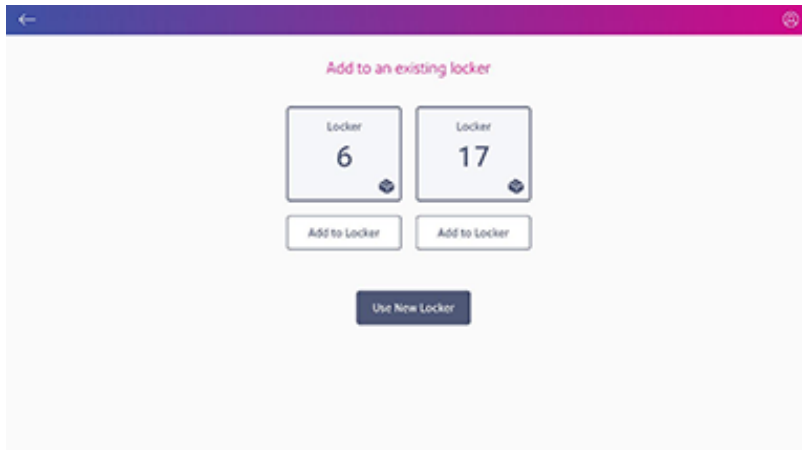 Add to an existing locker
Locker
6
Locker
17
Add to Locker
Add to Locker
Use New Locker